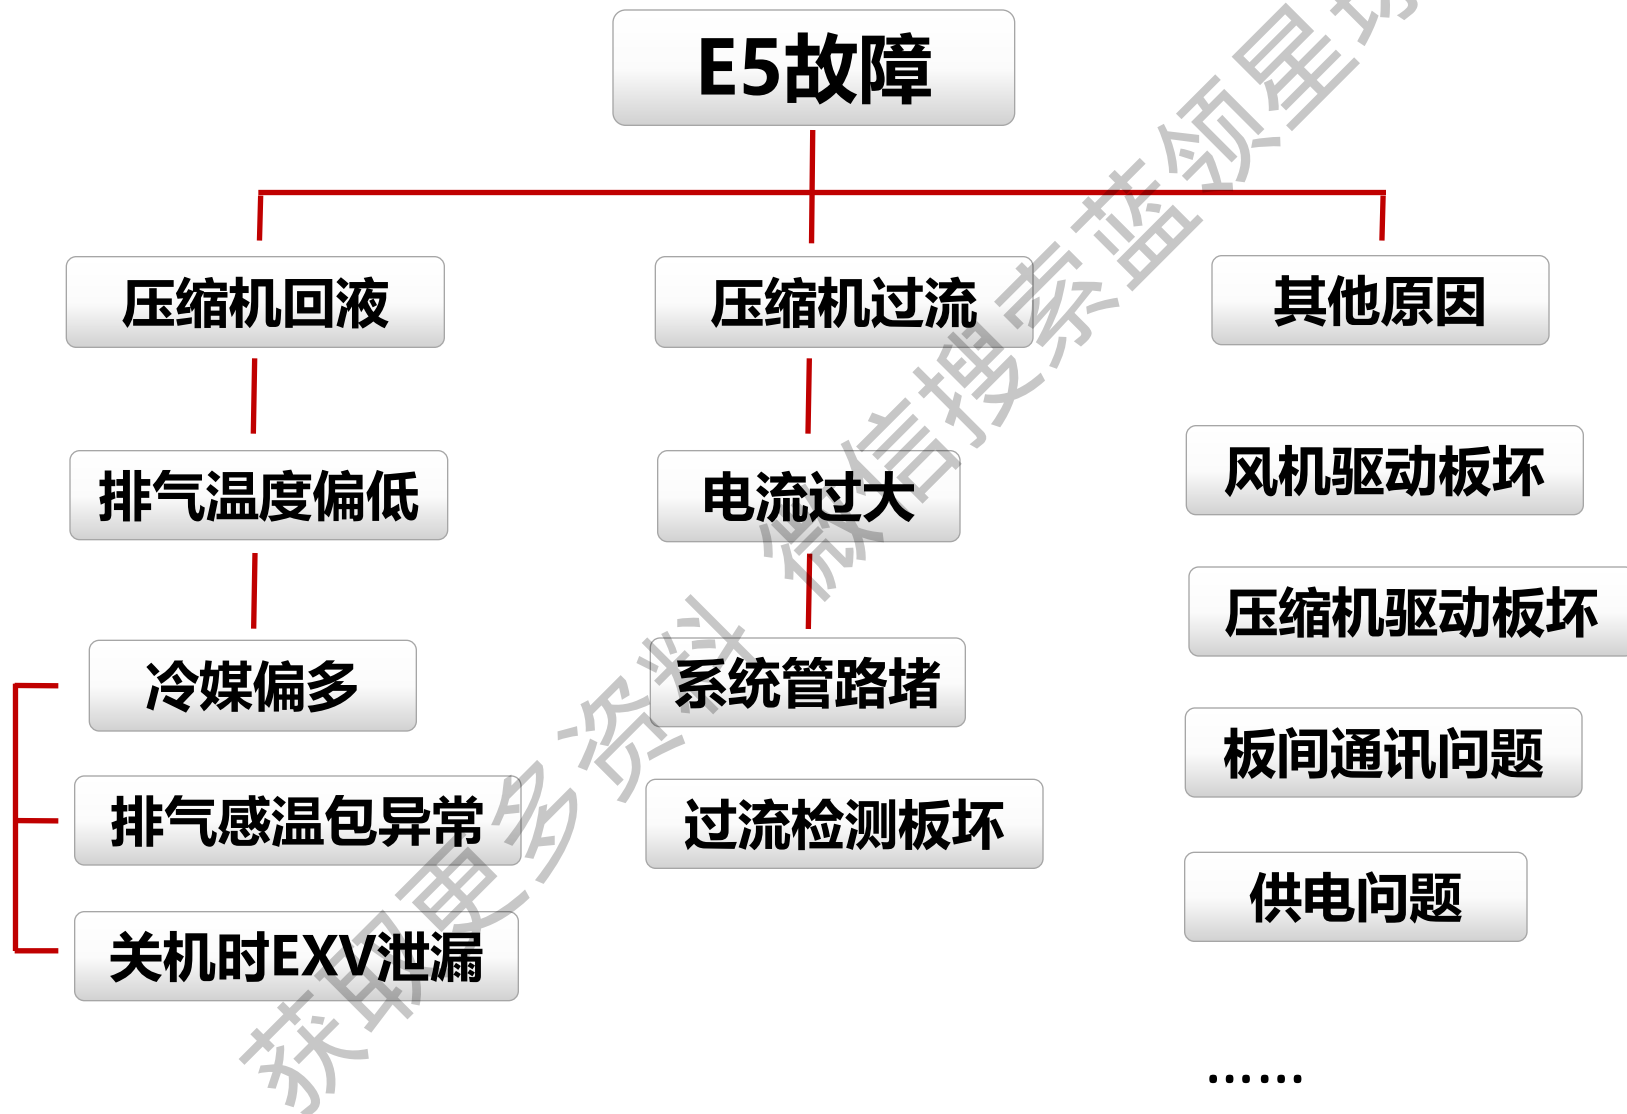 E5故障
压缩机回液
压缩机过流
其他原因
排气温度偏低
电流过大
风机驱动板坏
压缩机驱动板坏
冷媒偏多
系统管路堵
板间通讯问题
排气感温包异常
过流检测板坏
供电问题
关机时EXV泄漏
……
获取更多资料 微信搜索蓝领星球